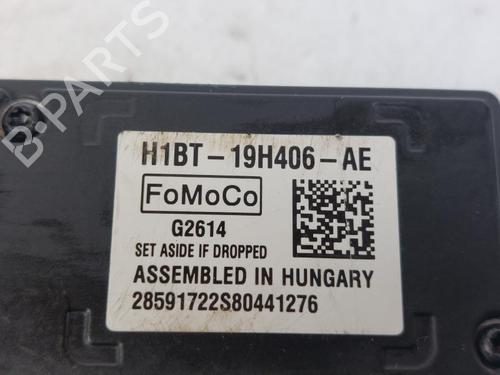 B-PARTS
H1BT-19H406-AE
FoMoCo
G2614
SET ASIDE IF DROPPED
ASSEMBLED IN HUNGARY
28591722S80441276